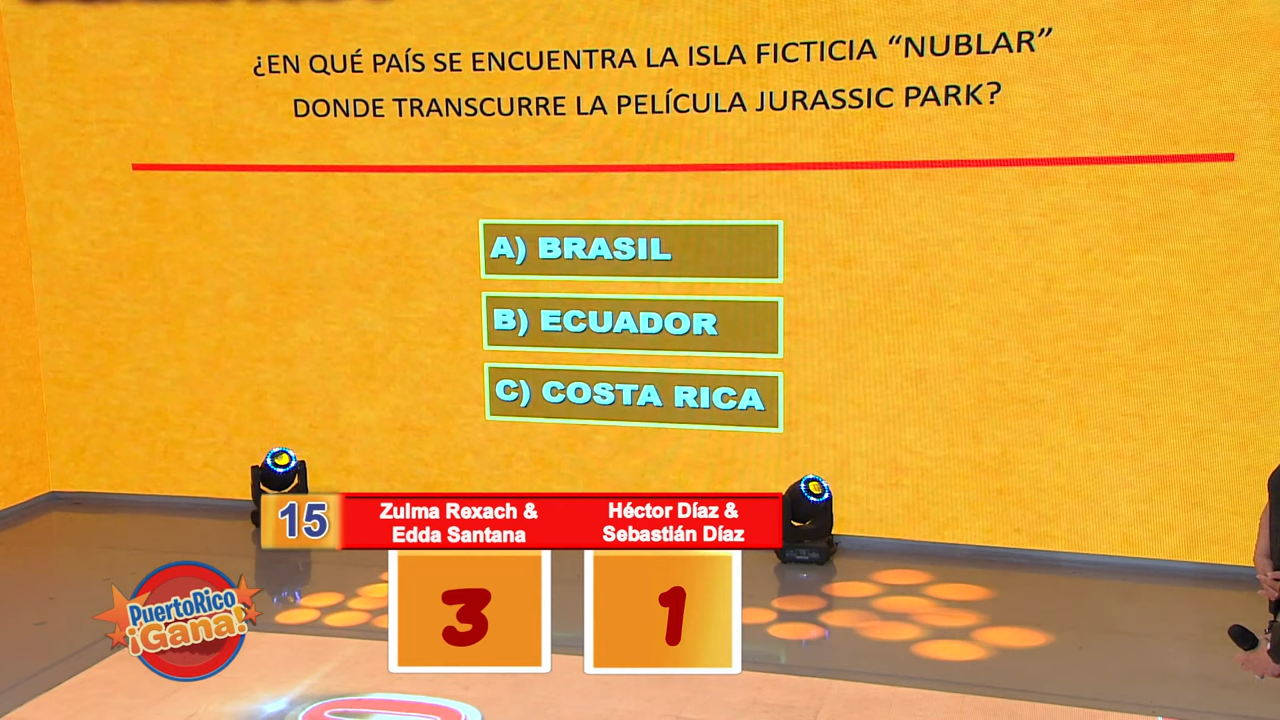 ¿EN QUÉ PAÍS SE ENCUENTRA LA ISLA FICTICIA “NUBLAR”
DONDE TRANSCURRE LA PELÍCULA JURASSIC PARK?
A) BRASIL
B) ECUADOR
C) COSTA RICA
15
Zulma Rexach &
Edda Santana
Héctor Díaz &
Sebastián Díaz
3
1
PuertoRico
¡Gana!